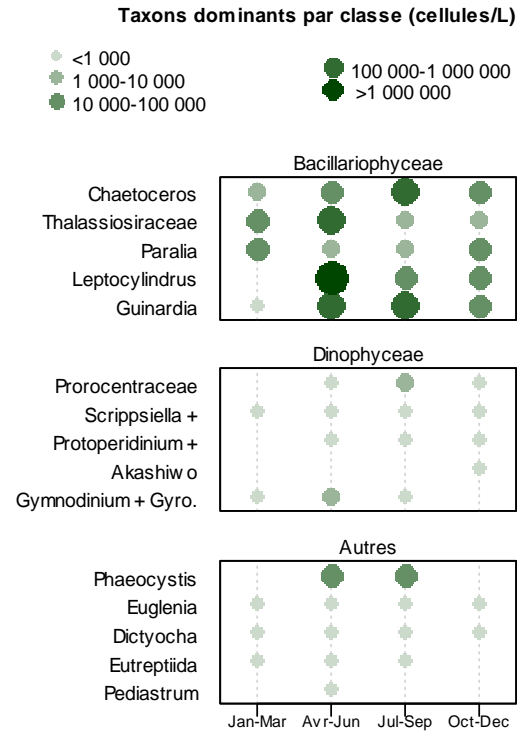 Taxons dominants par classe (cellules/L)
<1 000
1 000-10 000
10 000-100 000
100 000-1 000 000
>1 000 000
Bacillariophyceae
Chaetoceros
Thalassiosiraceae
Paralia
Leptocylindrus
Guinardia
Dinophyceae
Prorocentraceae
Scrippsiella +
Protoperidinium +
Akashiwo
Gymnodinium + Gyro.
Autres
Phaeocystis
Euglenia
Dictyocha
Eutreptiida
Pediastrum
Jan-Mar Avr-Jun Jul-Sep Oct-Dec